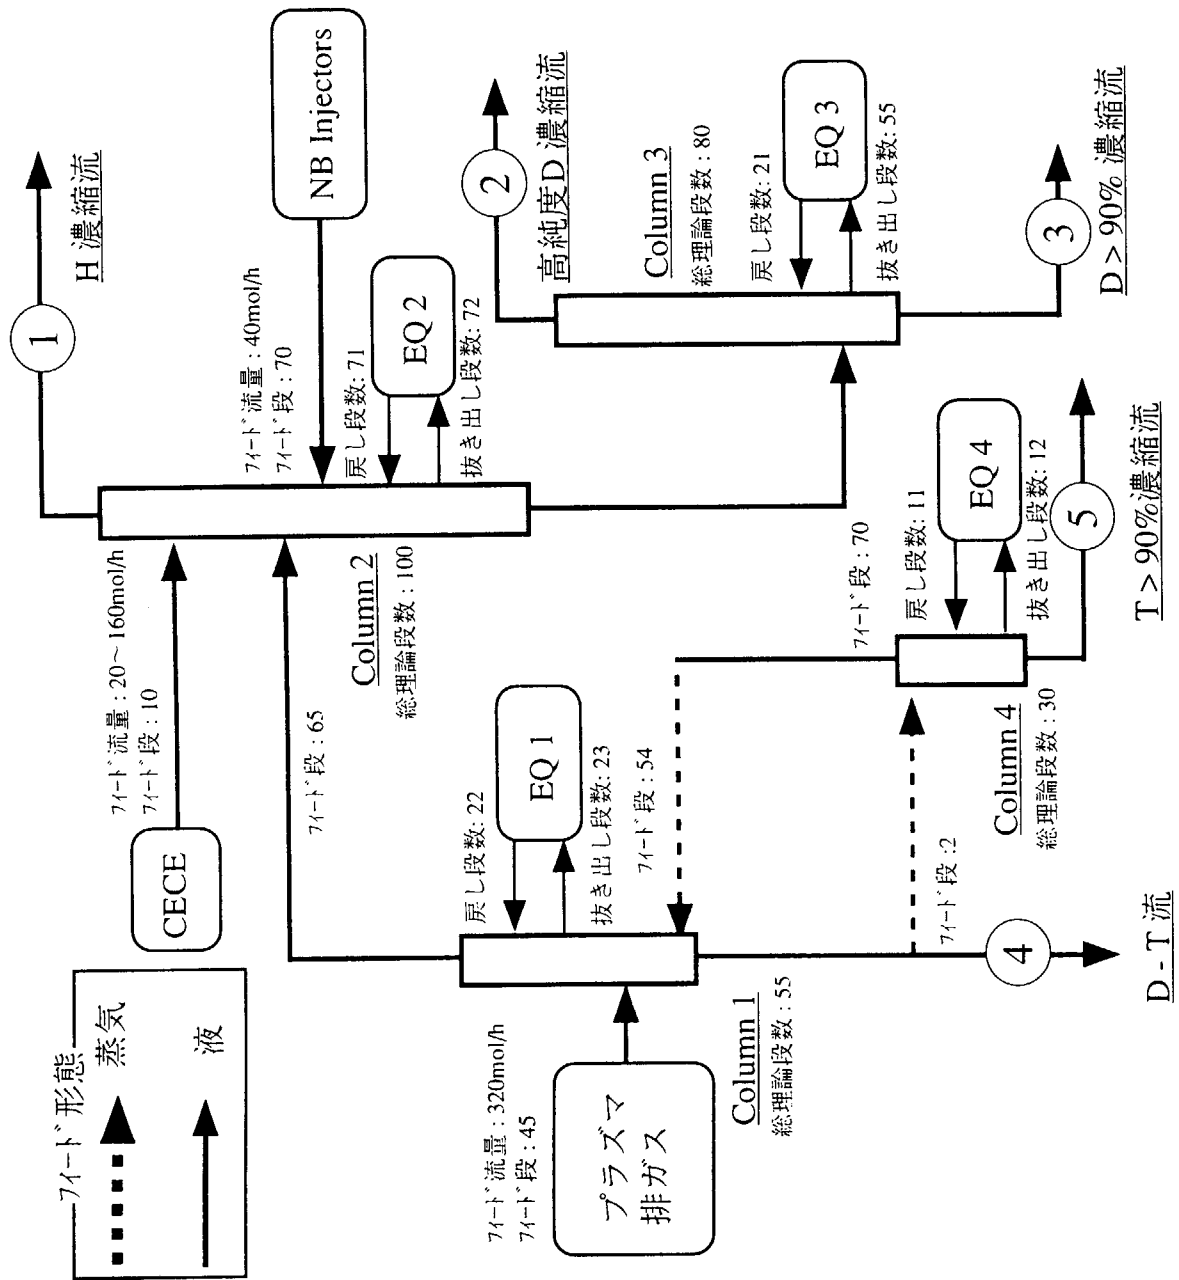 フィード形態
蒸気
液
CECE
フィード流量 : 20～160mol/h
フィード段 : 10
1
H 濃縮流
NB Injectors
フィード流量 : 40mol/h
フィード段 : 70
戻し段数: 71
EQ 2
抜き出し段数: 72
Column 2
総理論段数 : 100
フィード段 : 65
2
高純度D 濃縮流
Column 3
総理論段数 : 80
戻し段数: 21
EQ 3
抜き出し段数: 55
3
D > 90% 濃縮流
フィード段 : 70
戻し段数: 22
EQ 1
抜き出し段数: 23
フィード段 : 54
プラズマ
排ガス
フィード流量 : 320mol/h
フィード段 : 45
Column 1
総理論段数 : 55
戻し段数: 11
EQ 4
抜き出し段数: 12
Column 4
総理論段数 : 30
フィード段 :2
4
D - T 流
5
T > 90%濃縮流